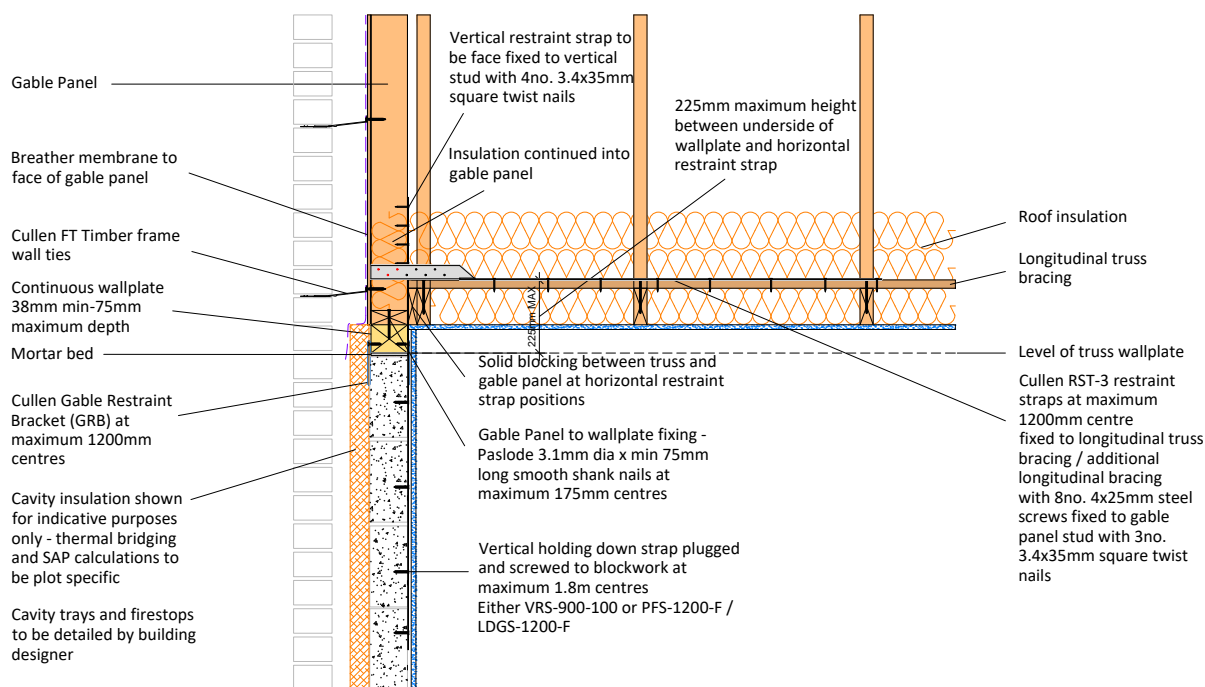 Gable Panel
Breather membrane to
face of gable panel
Cullen FT Timber frame
wall ties
Continuous wallplate
38mm min-75mm
maximum depth
Mortar bed
Cullen Gable Restraint
Bracket (GRB) at
maximum 1200mm
centres
Cavity insulation shown
for indicative purposes
only - thermal bridging
and SAP calculations to
be plot specific
Cavity trays and firestops
to be detailed by building
designer
Vertical restraint strap to
be face fixed to vertical
stud with 4no. 3.4x35mm
square twist nails
Insulation continued into
gable panel
225mm maximum height
between underside of
wallplate and horizontal
restraint strap
225mm MAX
Solid blocking between truss and
gable panel at horizontal restraint
strap positions
Gable Panel to wallplate fixing -
Paslode 3.1mm dia x min 75mm
long smooth shank nails at
maximum 175mm centres
Vertical holding down strap plugged
and screwed to blockwork at
maximum 1.8m centres
Either VRS-900-100 or PFS-1200-F /
LDGS-1200-F
Roof insulation
Longitudinal truss
bracing
Level of truss wallplate
Cullen RST-3 restraint
straps at maximum
1200mm centre
fixed to longitudinal truss
bracing / additional
longitudinal bracing
with 8no. 4x25mm steel
screws fixed to gable
panel stud with 3no.
3.4x35mm square twist
nails